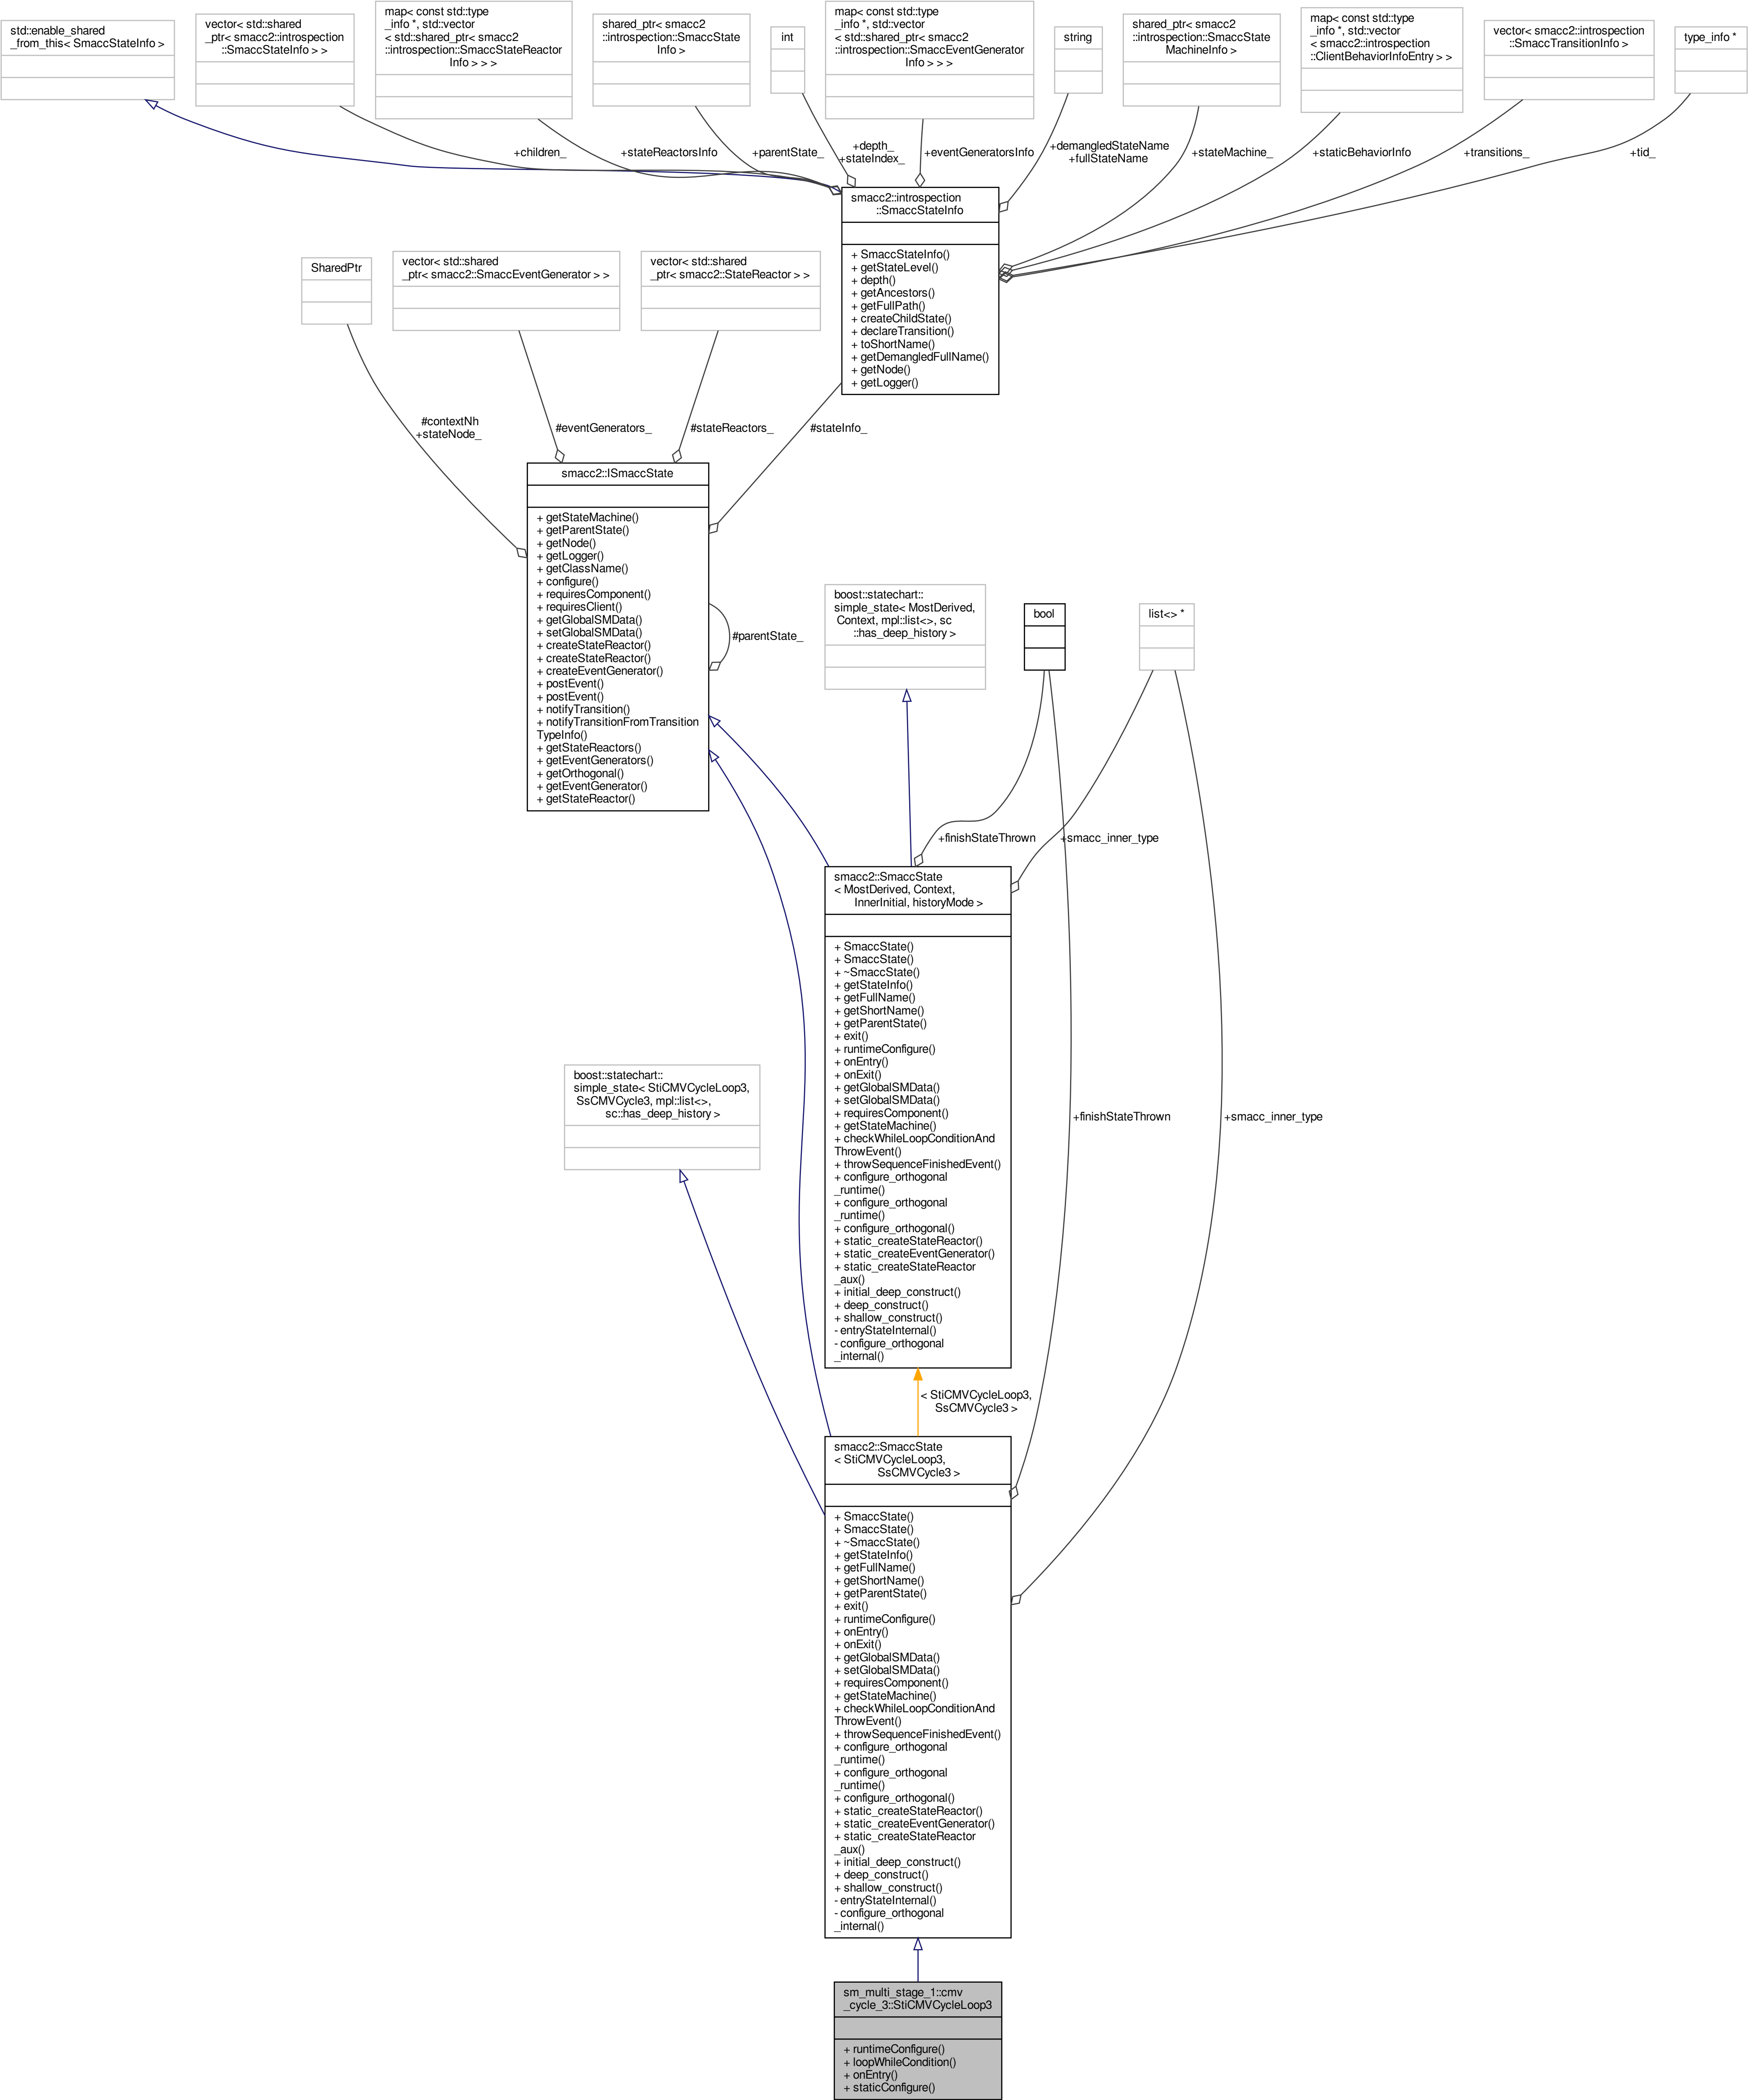 std::enable_shared
_from_this< SmaccStateInfo >
vector< std::shared
_ptr< smacc2::introspection
::SmaccStateInfo > >
map< const std::type
_info *, std::vector
< std::shared_ptr< smacc2
::introspection::SmaccStateReactor
Info > > >
shared_ptr< smacc2
::introspection::SmaccState
Info >
int
map< const std::type
_info *, std::vector
< std::shared_ptr< smacc2
::introspection::SmaccEventGenerator
Info > > >
string
shared_ptr< smacc2
::introspection::SmaccState
MachineInfo >
map< const std::type
_info *, std::vector
< smacc2::introspection
::ClientBehaviorInfoEntry > >
vector< smacc2::introspection
::SmaccTransitionInfo >
type_info *
+children_
+stateReactorsInfo
+parentState_
+depth_
+stateIndex_
+eventGeneratorsInfo
+demangledStateName
+fullStateName
+stateMachine_
+staticBehaviorInfo
+transitions_
+tid_
smacc2::introspection
::SmaccStateInfo
+ SmaccStateInfo()
+ getStateLevel()
+ depth()
+ getAncestors()
+ getFullPath()
+ createChildState()
+ declareTransition()
+ toShortName()
+ getDemangledFullName()
+ getNode()
+ getLogger()
SharedPtr
vector< std::shared
_ptr< smacc2::SmaccEventGenerator > >
vector< std::shared
_ptr< smacc2::StateReactor > >
#contextNh
+stateNode_
#eventGenerators_
#stateReactors_
#stateInfo_
smacc2::ISmaccState
+ getStateMachine()
+ getParentState()
+ getNode()
+ getLogger()
+ getClassName()
+ configure()
+ requiresComponent()
+ requiresClient()
+ getGlobalSMData()
+ setGlobalSMData()
+ createStateReactor()
+ createStateReactor()
+ createEventGenerator()
+ postEvent()
+ postEvent()
+ notifyTransition()
+ notifyTransitionFromTransition
TypeInfo()
+ getStateReactors()
+ getEventGenerators()
+ getOrthogonal()
+ getEventGenerator()
+ getStateReactor()
#parentState_
boost::statechart::
simple_state< MostDerived,
Context, mpl::list<>, sc
::has_deep_history >
bool
list<> *
+finishStateThrown
+smacc_inner_type
smacc2::SmaccState
< MostDerived, Context,
InnerInitial, historyMode >
+ SmaccState()
+ SmaccState()
+ ~SmaccState()
+ getStateInfo()
+ getFullName()
+ getShortName()
+ getParentState()
+ exit()
+ runtimeConfigure()
+ onEntry()
+ onExit()
+ getGlobalSMData()
+ setGlobalSMData()
+ requiresComponent()
+ getStateMachine()
+ checkWhileLoopConditionAnd
ThrowEvent()
+ throwSequenceFinishedEvent()
+ configure_orthogonal
_runtime()
+ configure_orthogonal
_runtime()
+ configure_orthogonal()
+ static_createStateReactor()
+ static_createEventGenerator()
+ static_createStateReactor
_aux()
+ initial_deep_construct()
+ deep_construct()
+ shallow_construct()
- entryStateInternal()
- configure_orthogonal
_internal()
boost::statechart::
simple_state< StiCMVCycleLoop3,
SsCMVCycle3, mpl::list<>,
sc::has_deep_history >
+finishStateThrown
+smacc_inner_type
< StiCMVCycleLoop3,
SsCMVCycle3 >
smacc2::SmaccState
< StiCMVCycleLoop3,
SsCMVCycle3 >
+ SmaccState()
+ SmaccState()
+ ~SmaccState()
+ getStateInfo()
+ getFullName()
+ getShortName()
+ getParentState()
+ exit()
+ runtimeConfigure()
+ onEntry()
+ onExit()
+ getGlobalSMData()
+ setGlobalSMData()
+ requiresComponent()
+ getStateMachine()
+ checkWhileLoopConditionAnd
ThrowEvent()
+ throwSequenceFinishedEvent()
+ configure_orthogonal
_runtime()
+ configure_orthogonal
_runtime()
+ configure_orthogonal()
+ static_createStateReactor()
+ static_createEventGenerator()
+ static_createStateReactor
_aux()
+ initial_deep_construct()
+ deep_construct()
+ shallow_construct()
- entryStateInternal()
- configure_orthogonal
_internal()
sm_multi_stage_1::cmv
_cycle_3::StiCMVCycleLoop3
+ runtimeConfigure()
+ loopWhileCondition()
+ onEntry()
+ staticConfigure()